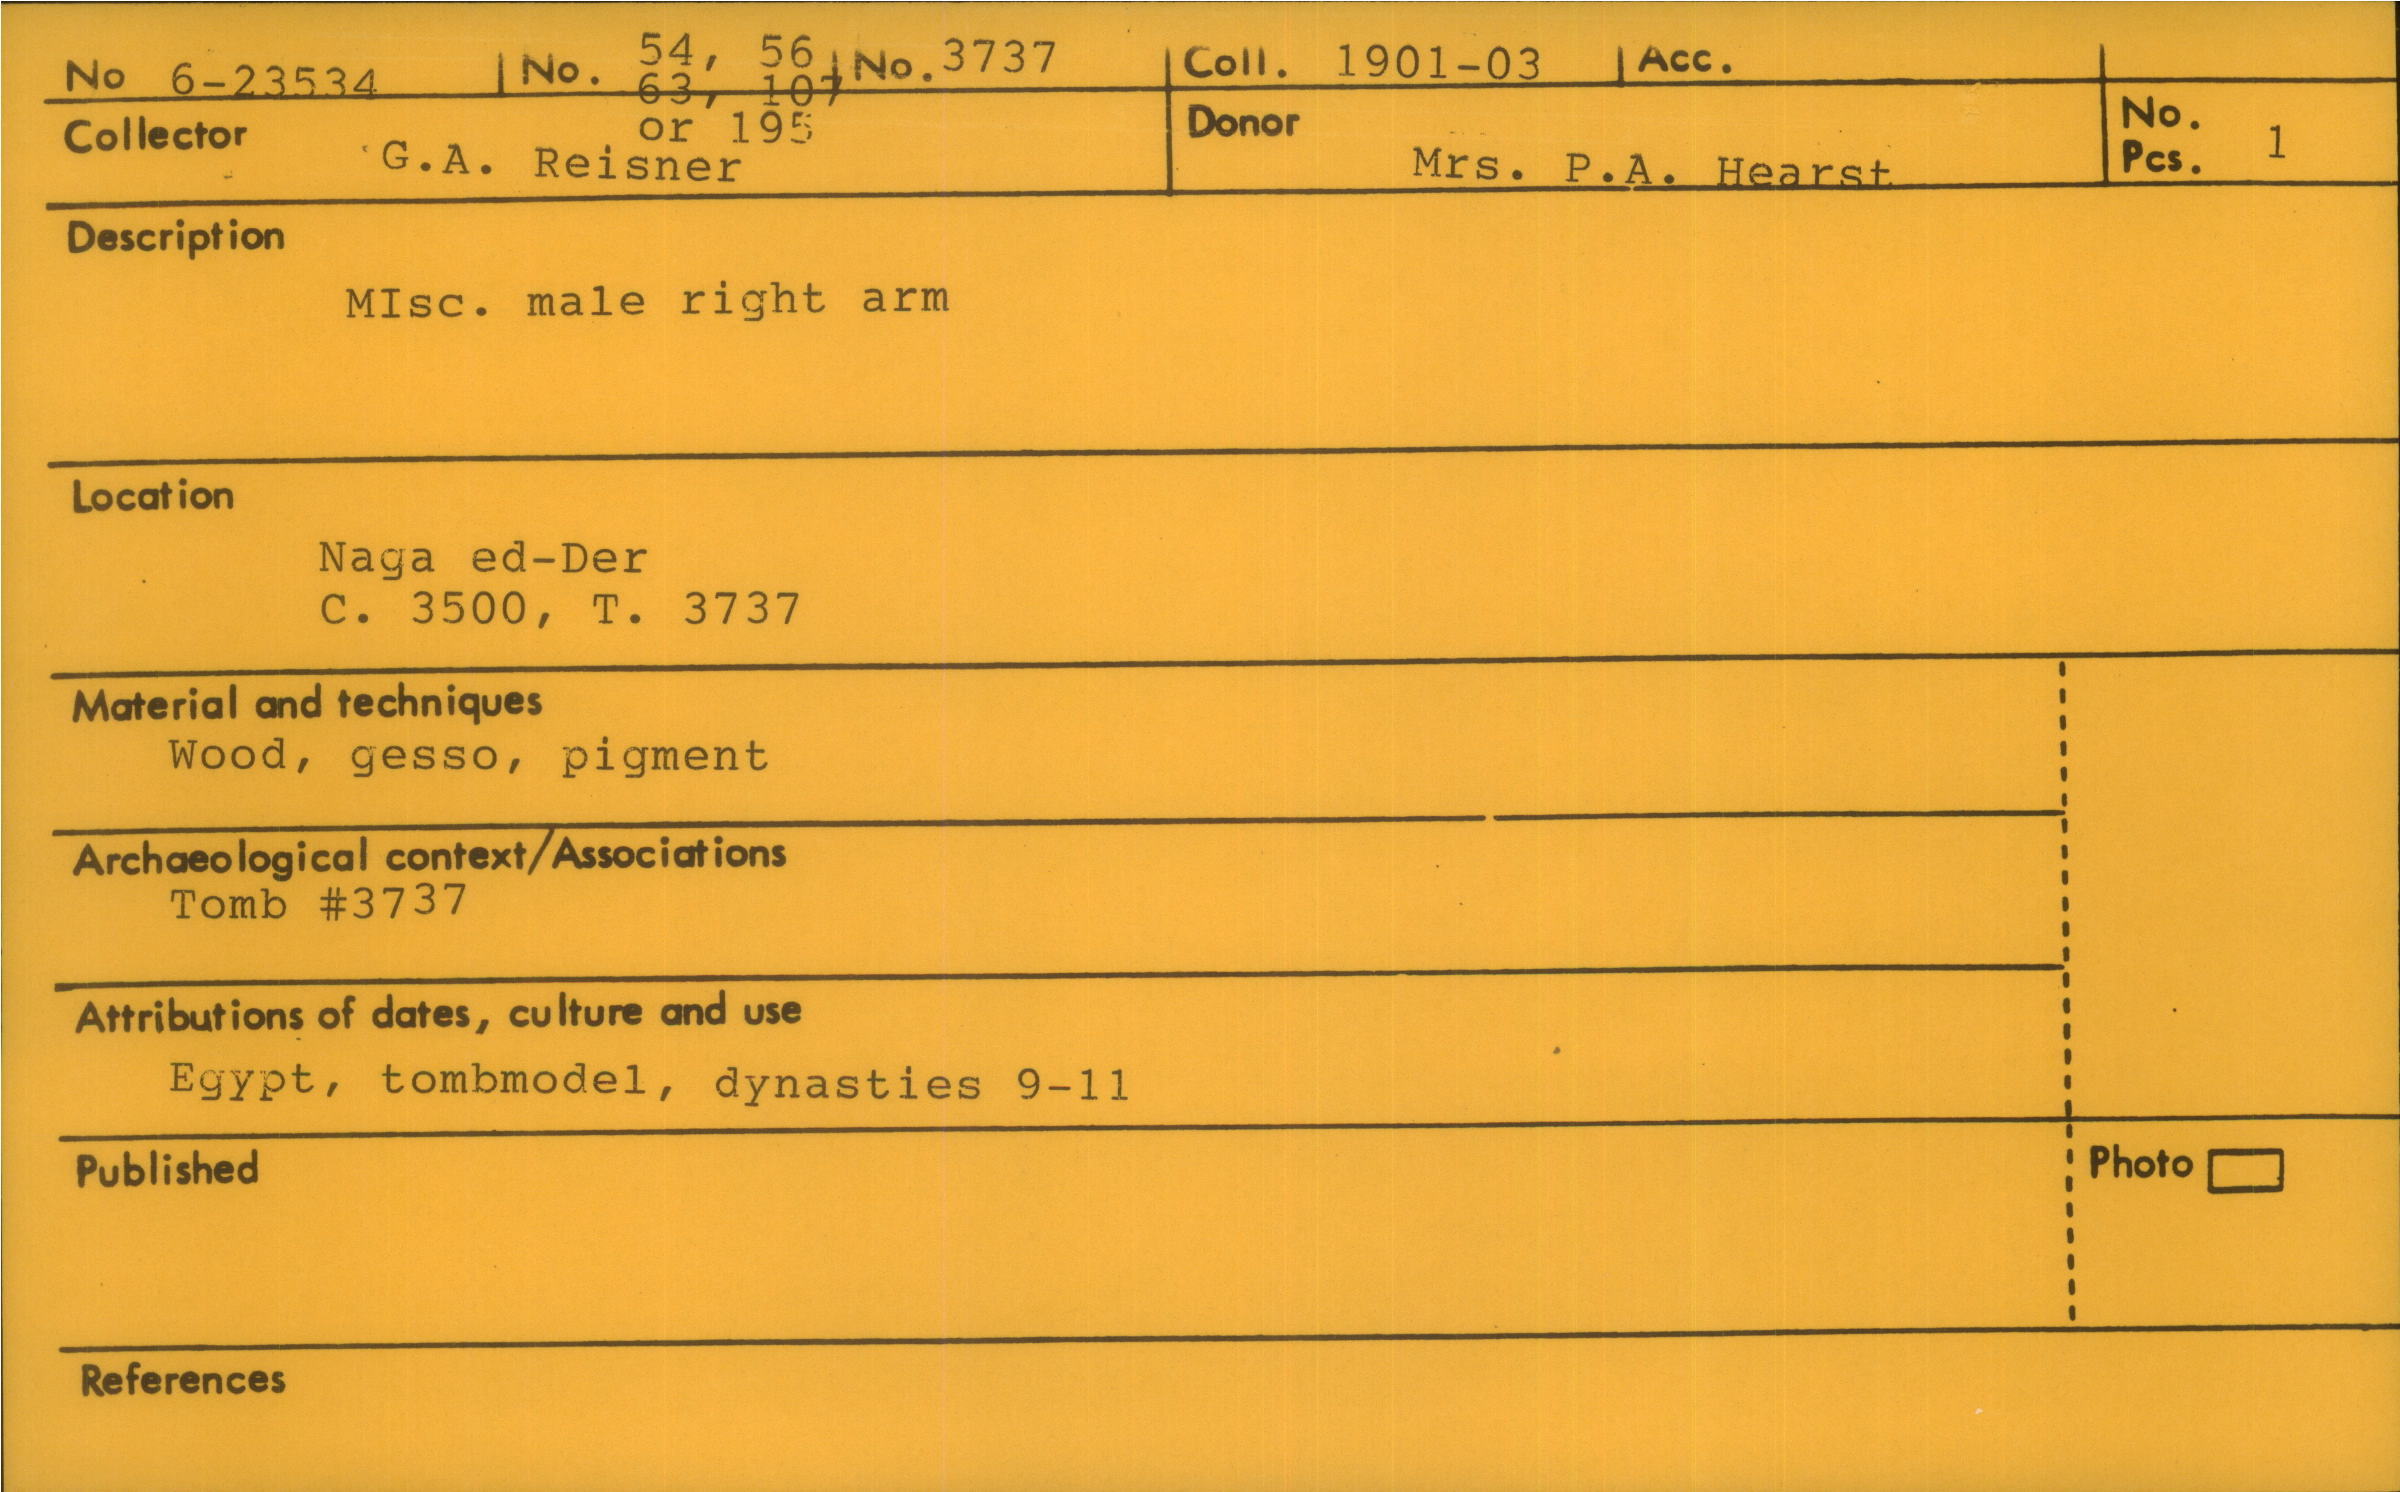 No 6-23534 | No. 54, 56 | No. 3737 | Coll. 1901-03 | Acc.
63, 107
or 195
Collector G.A. Reisner Donor Mrs. P.A. Hearst No. Pcs. 1
Description
MIsc. male right arm
Location
Naga ed-Der
C. 3500, T. 3737
Material and techniques
Wood, gesso, pigment
Archaeological context/Associations
Tomb #3737
Attributions of dates, culture and use
Egypt, tombmodel, dynasties 9-11
Published
Photo
References